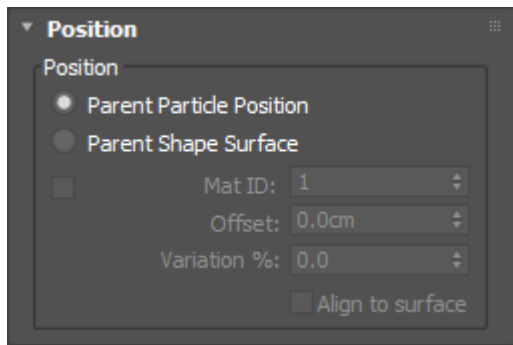 Position
Position
Parent Particle Position
Parent Shape Surface
Mat ID: 1
Offset: 0.0cm
Variation %: 0.0
Align to surface